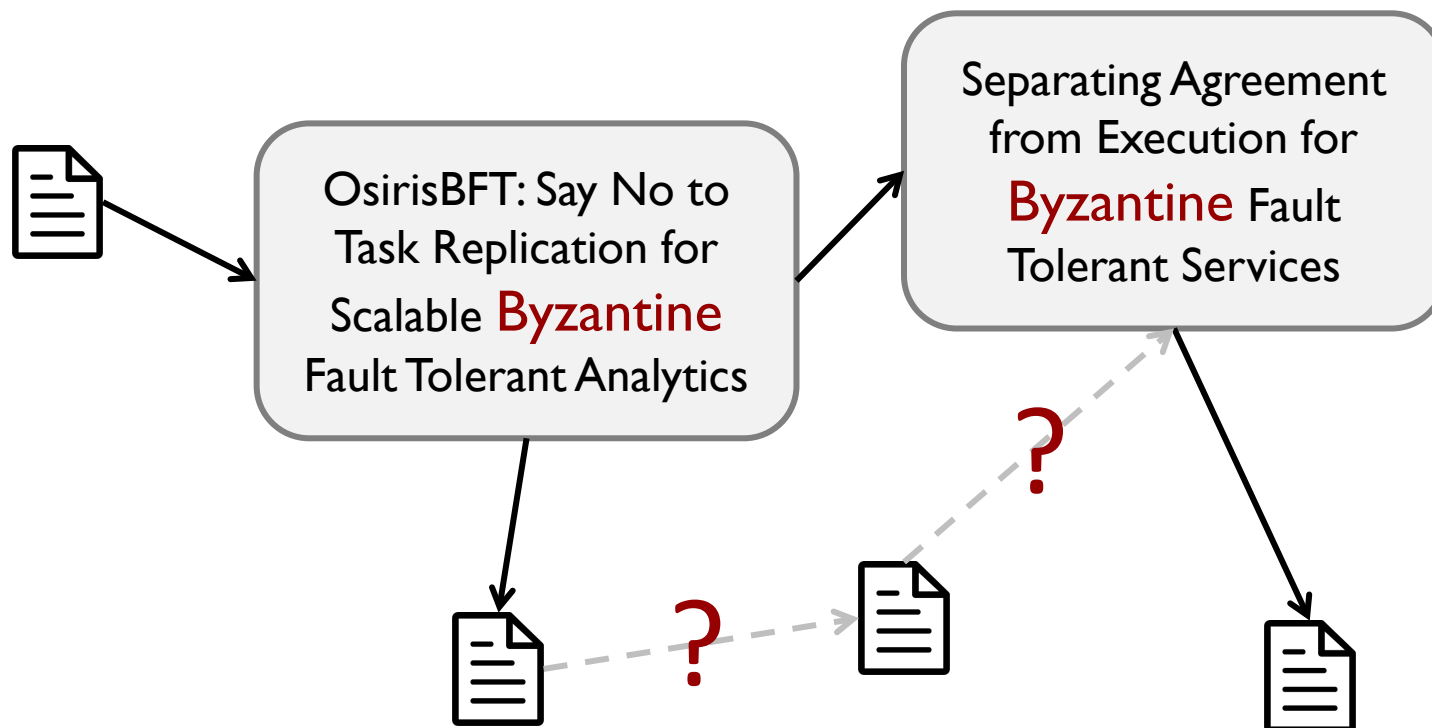 OsirisBFT: Say No to
Task Replication for
Scalable Byzantine
Fault Tolerant Analytics
Separating Agreement
from Execution for
Byzantine Fault
Tolerant Services
?
?